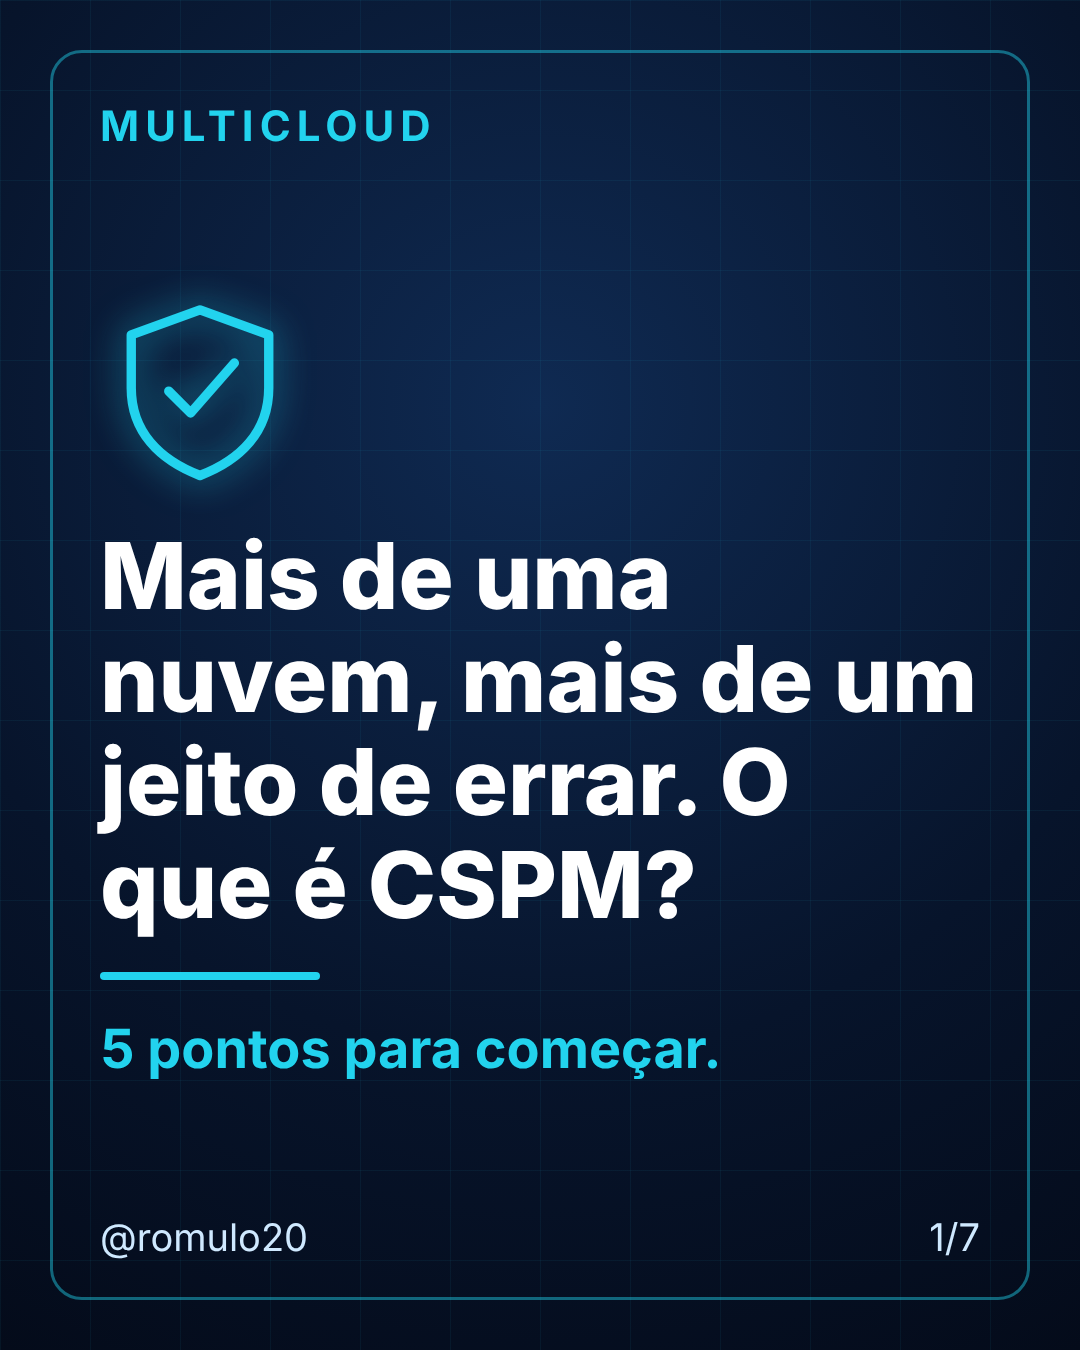 MULTICLOUD
Mais de uma
nuvem, mais de um
jeito de errar. O
que é CSPM?
5 pontos para começar.
@romulo20
1/7